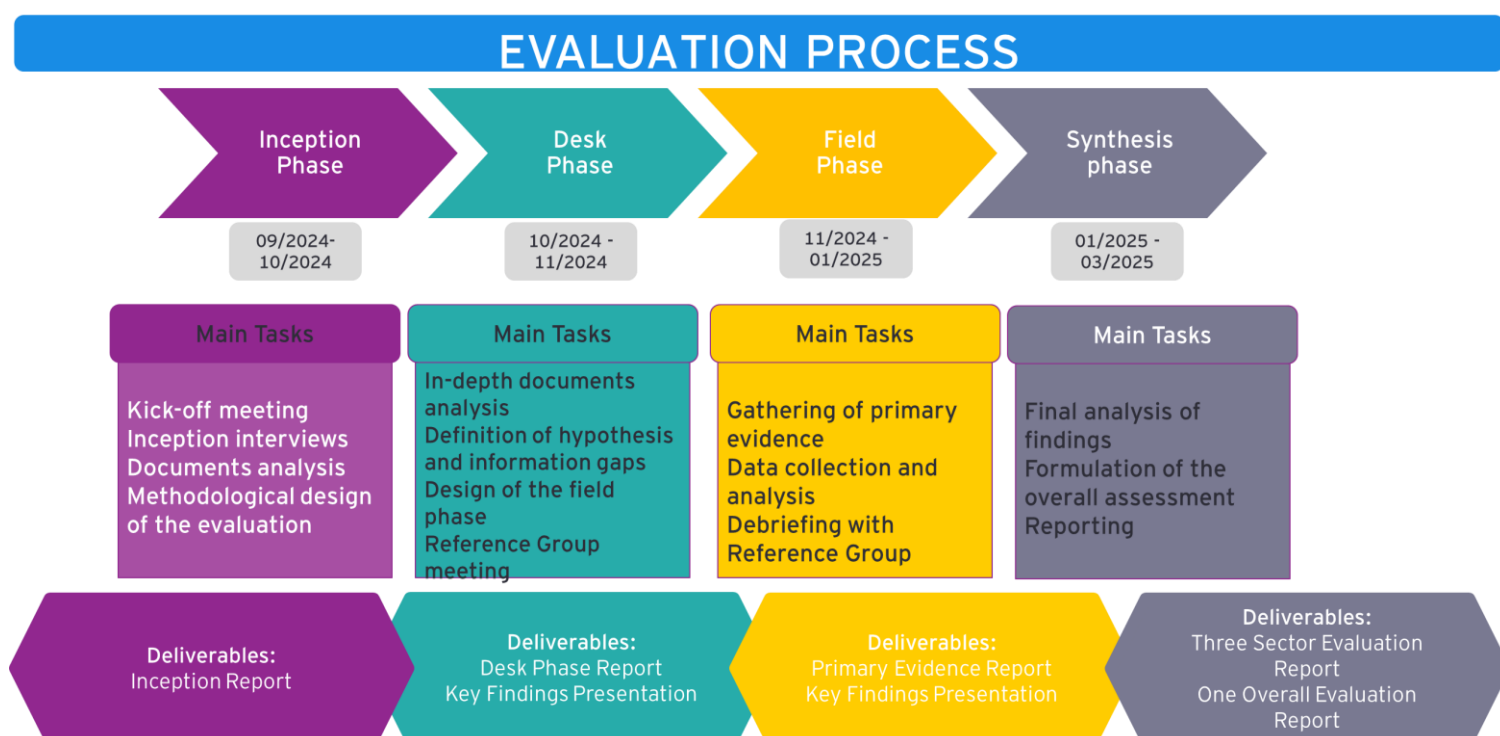 EVALUATION PROCESS
Inception
Phase
Desk
Phase
Field
Phase
Synthesis
phase
09/2024-
10/2024
10/2024 -
11/2024
11/2024 -
01/2025
01/2025 -
03/2025
Main Tasks
Kick-off meeting
Inception interviews
Documents analysis
Methodological design
of the evaluation
Main Tasks
In-depth documents
analysis
Definition of hypothesis
and information gaps
Design of the field
phase
Reference Group
meeting
Main Tasks
Gathering of primary
evidence
Data collection and
analysis
Debriefing with
Reference Group
Main Tasks
Final analysis of
findings
Formulation of the
overall assessment
Reporting
Deliverables:
Inception Report
Deliverables:
Desk Phase Report
Key Findings Presentation
Deliverables:
Primary Evidence Report
Key Findings Presentation
Deliverables:
Three Sector Evaluation
Report
One Overall Evaluation
Report